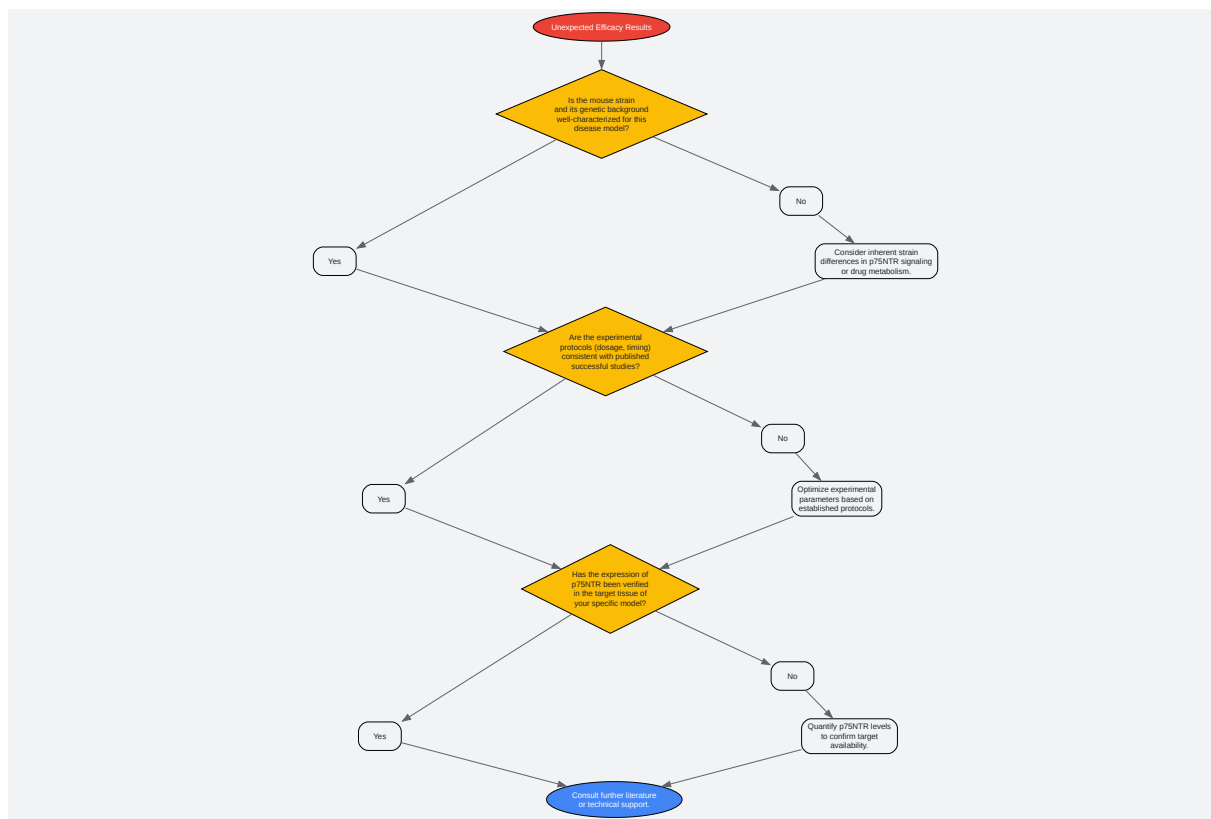 Unexpected Efficacy Results
Is the mouse strain
and its genetic background
well-characterized for this
disease model?
No
Consider inherent strain
differences in p75NTR signaling
or drug metabolism.
Yes
Are the experimental
protocols (dosage, timing)
consistent with published
successful studies?
No
Optimize experimental
parameters based on
established protocols.
Yes
Has the expression of
p75NTR been verified
in the target tissue of
your specific model?
No
Quantify p75NTR levels
to confirm target
availability.
Yes
Consult further literature
or technical support.